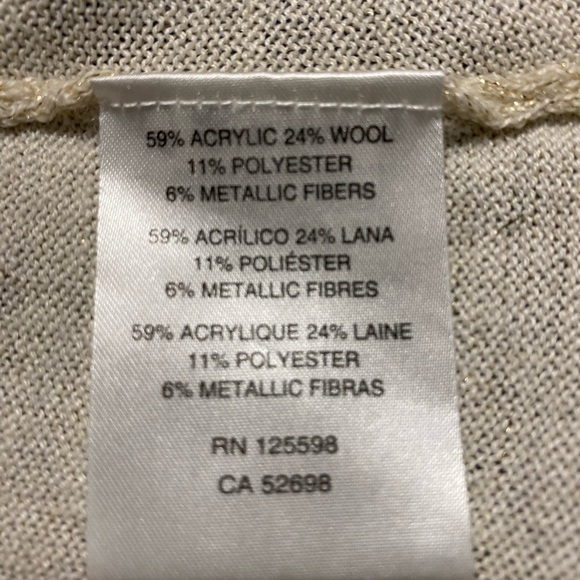 59% ACRYLIC 24% WOOL
11% POLYESTER
6% METALLIC FIBERS
59% ACRÍLICO 24% LANA
11% POLIÉSTER
6% METALLIC FIBRES
59% ACRYLIQUE 24% LAINE
11% POLYESTER
6% METALLIC FIBRAS
RN 125598
CA 52698